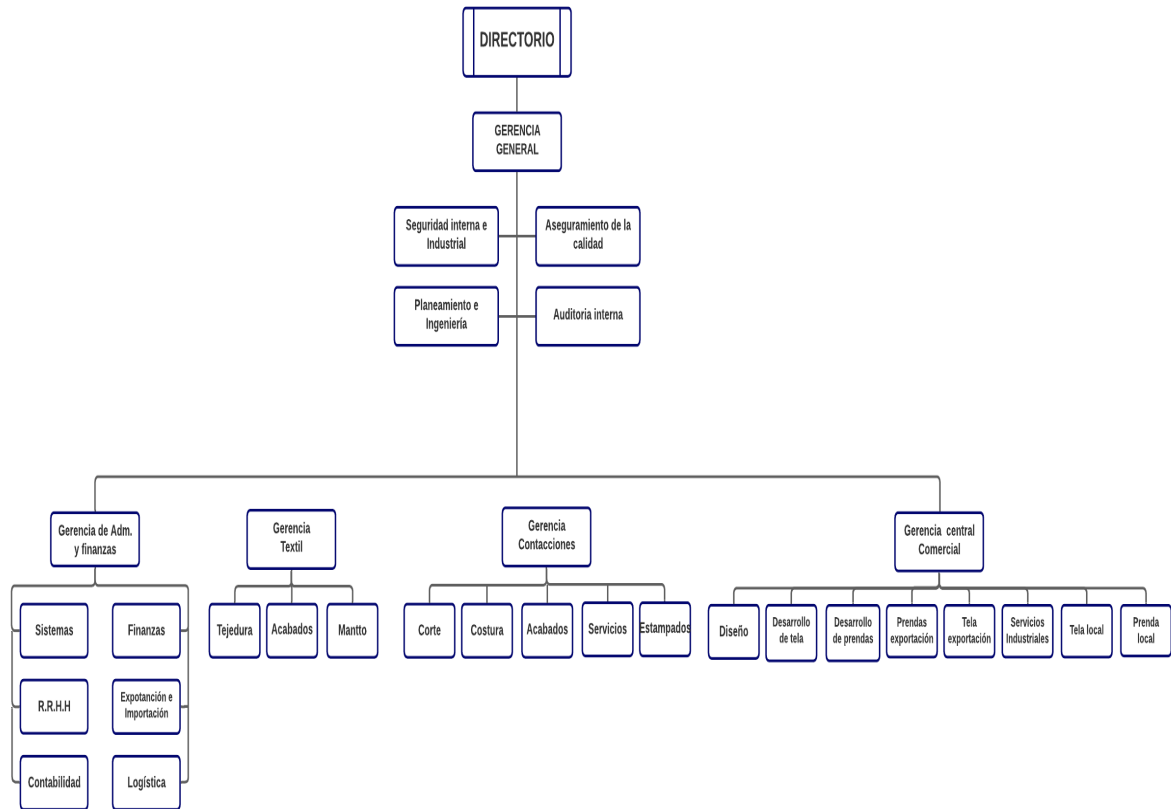 DIRECTORIO
GERENCIA
GENERAL
Seguridad interna e
Industrial
Aseguramiento de la
calidad
Planeamiento e
Ingeniería
Auditoria interna
Gerencia de Adm.
y finanzas
Gerencia
Textil
Gerencia
Contacciones
Gerencia central
Comercial
Sistemas
Finanzas
R.R.H.H
Expotanción e
Importación
Contabilidad
Logística
Tejedura
Acabados
Mantto
Corte
Costura
Acabados
Servicios
Estampados
Diseño
Desarrollo
de tela
Desarrollo
de prendas
Prendas
exportación
Tela
exportación
Servicios
Industriales
Tela local
Prenda
local